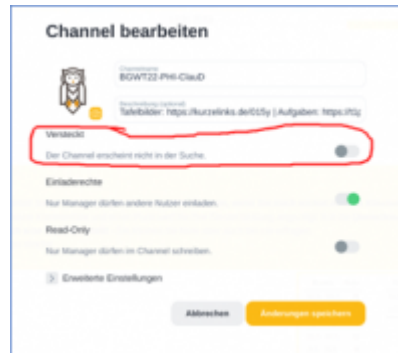 Channel bearbeiten
Channelname
BGWT22-PHI-ClauD
Beschreibung (optional)
Tafelbilder: https://kurzelinks.de/015y | Aufgaben: https://t1p
Versteckt
Der Channel erscheint nicht in der Suche.
Einladerechte
Nur Manager dürfen andere Nutzer einladen.
Read-Only
Nur Manager dürfen im Channel schreiben.
Erweiterte Einstellungen
Abbrechen
Änderungen speichern